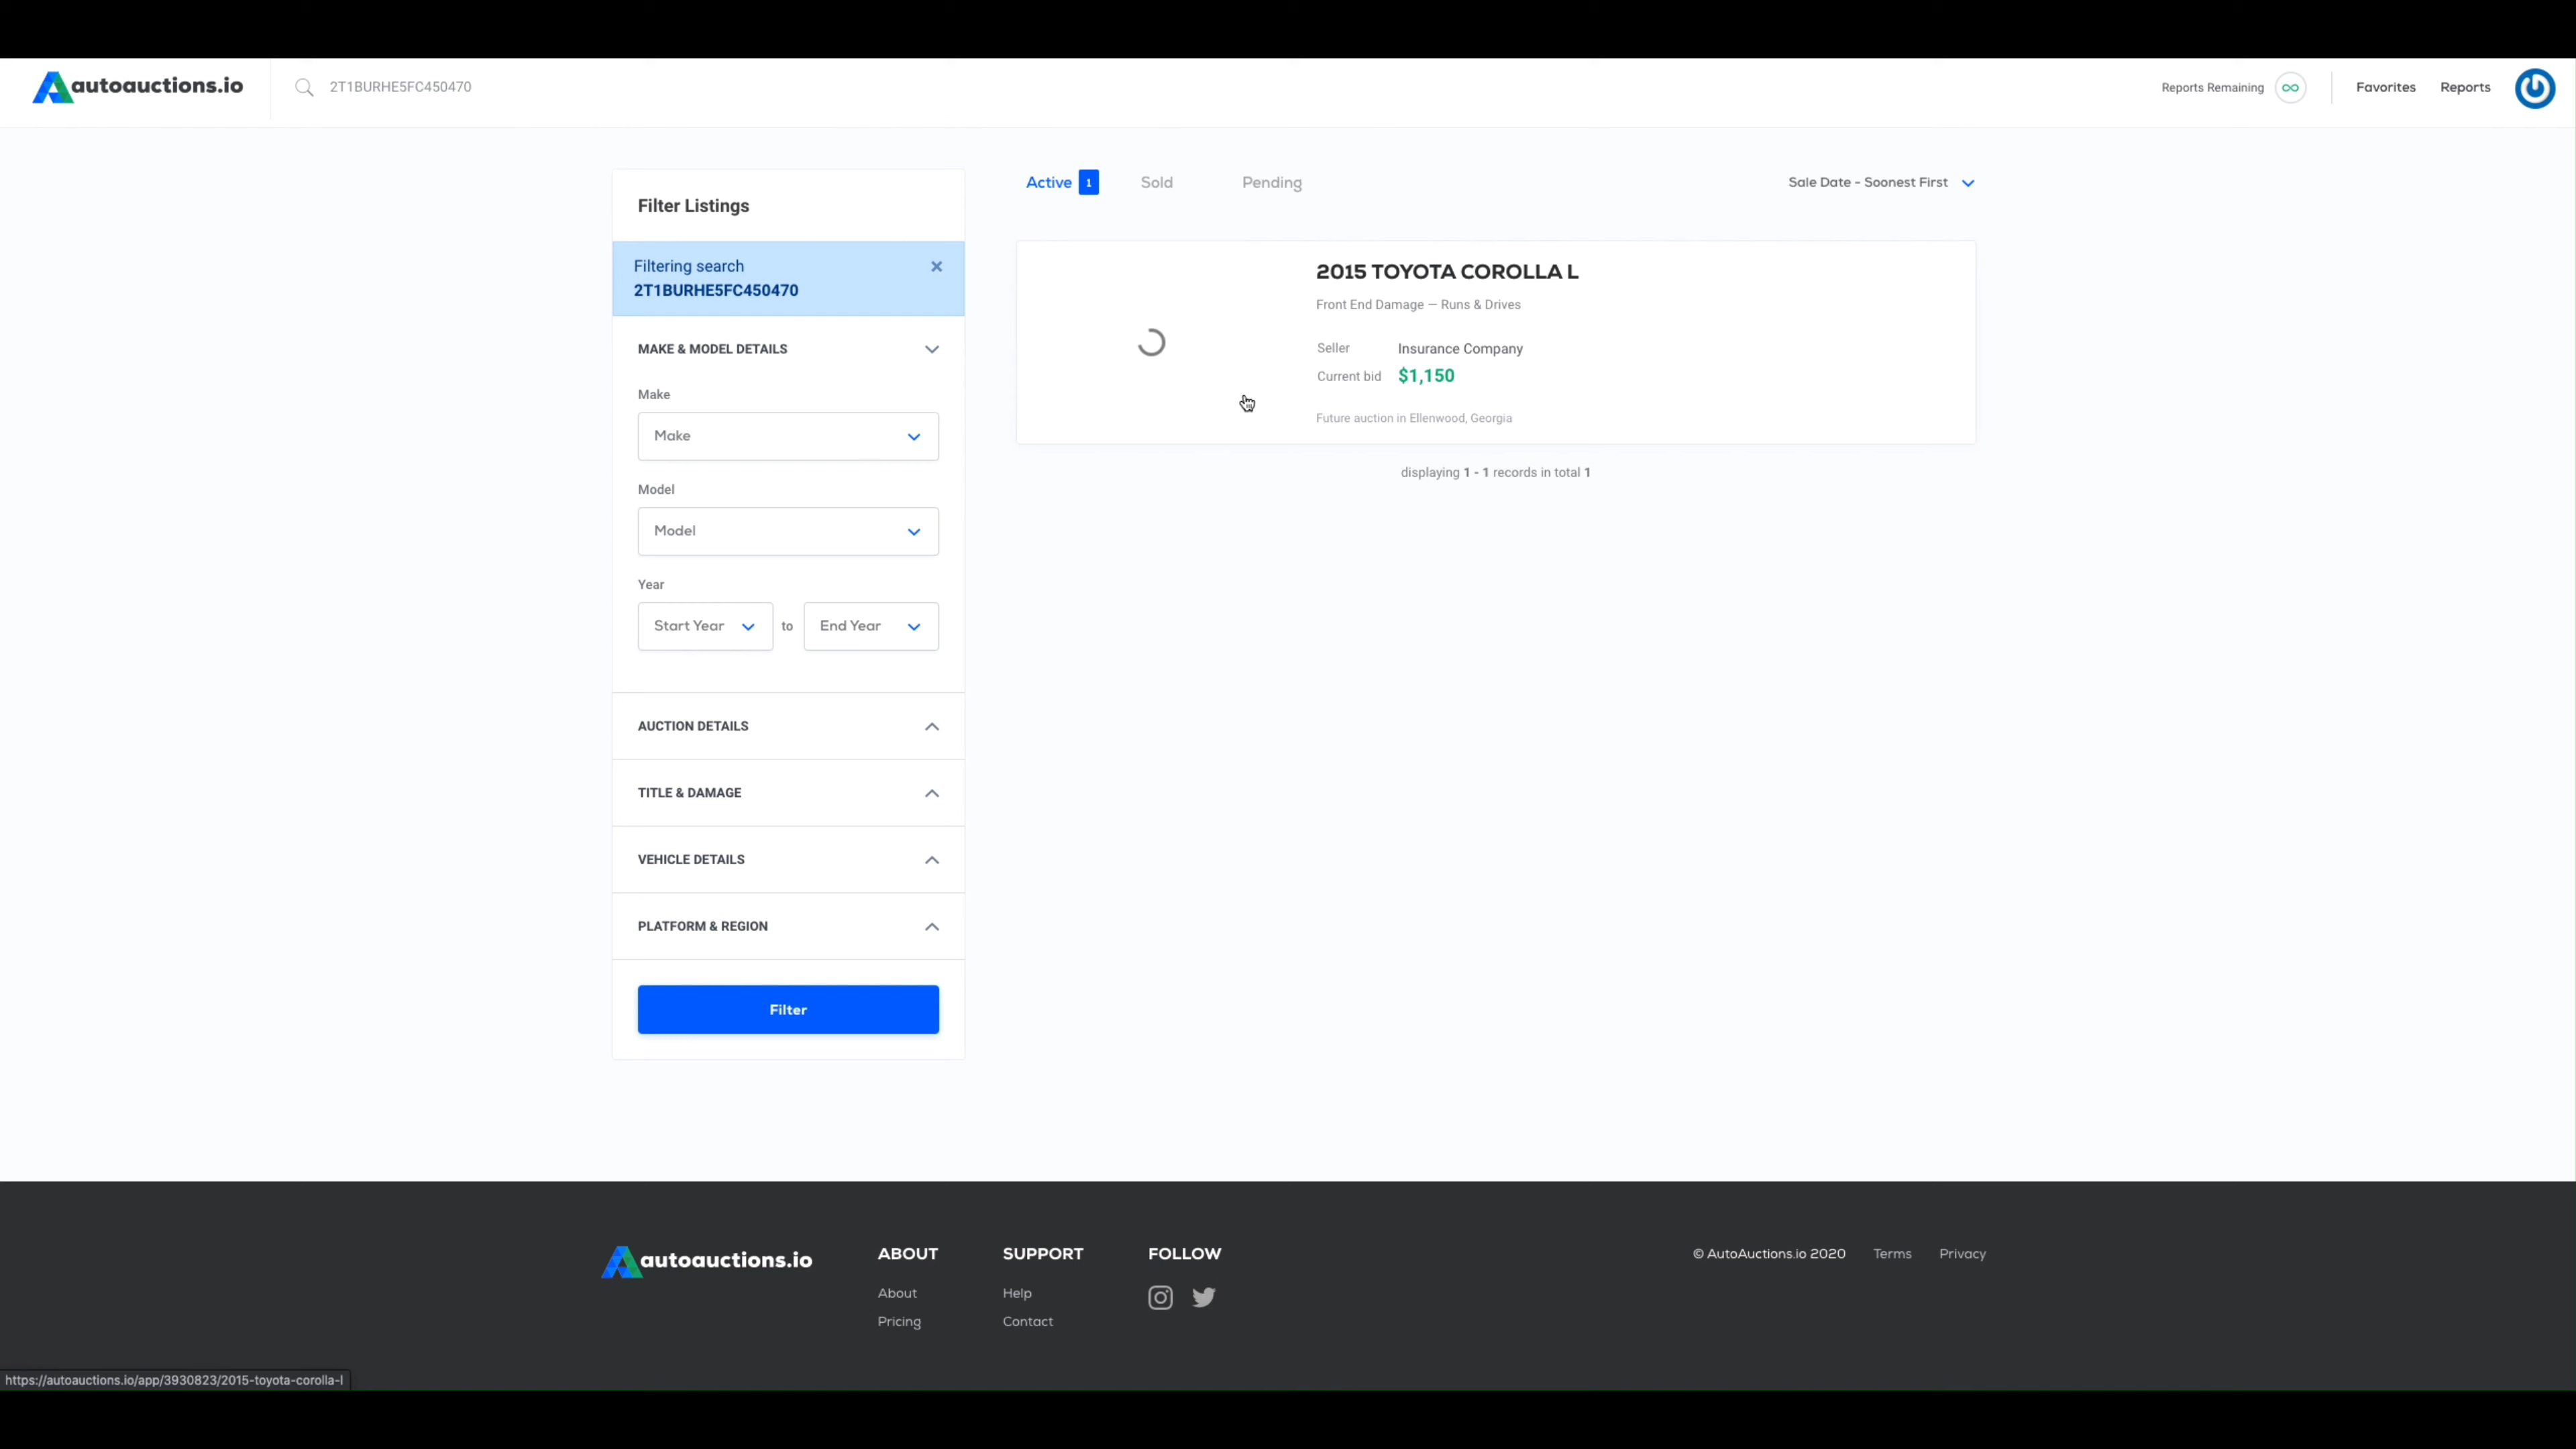 autoauctions.io
2T1BURHE5FC450470
Reports Remaining
Favorites
Reports
Filter Listings
Filtering search
2T1BURHE5FC450470
MAKE & MODEL DETAILS
Make
Make
Model
Model
Year
Start Year to End Year
AUCTION DETAILS
TITLE & DAMAGE
VEHICLE DETAILS
PLATFORM & REGION
Filter
Active 1
Sold
Pending
Sale Date - Soonest First
2015 TOYOTA COROLLA L
Front End Damage — Runs & Drives
Seller Insurance Company
Current bid $1,150
Future auction in Ellenwood, Georgia
displaying 1 - 1 records in total 1
autoauctions.io
ABOUT
About
Pricing
SUPPORT
Help
Contact
FOLLOW
© AutoAuctions.io 2020
Terms
Privacy
https://autoauctions.io/app/3930823/2015-toyota-corolla-l